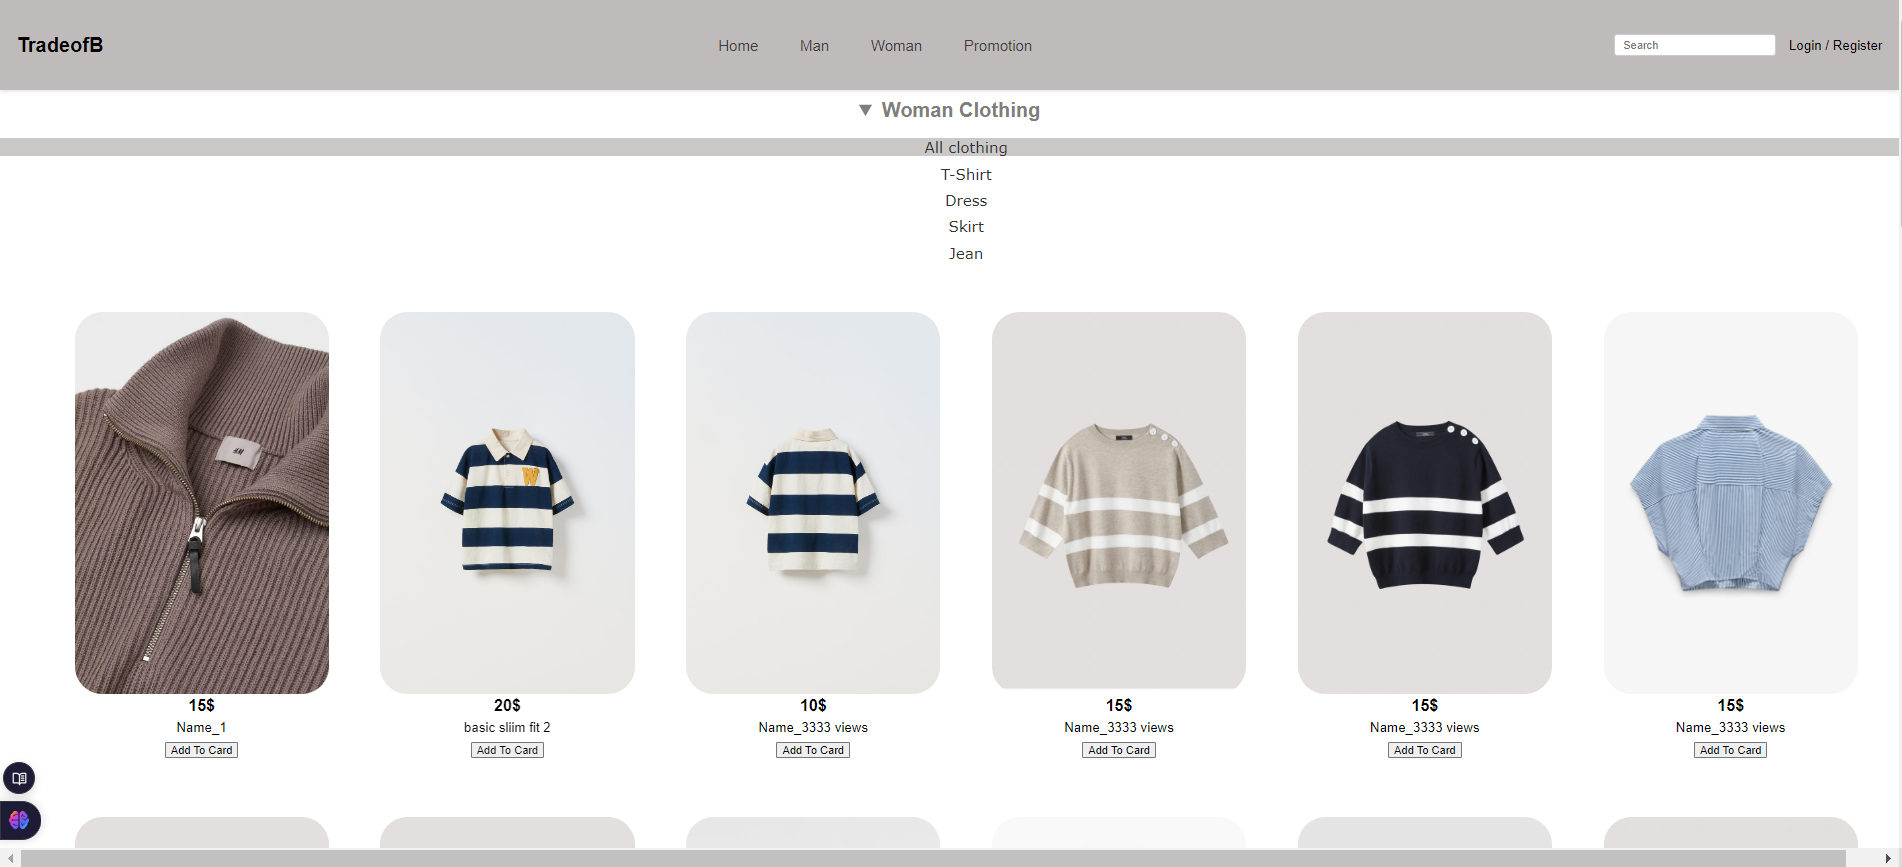 TradeofB
Home Man Woman Promotion
Search
Login / Register
▼ Woman Clothing
All clothing
T-Shirt
Dress
Skirt
Jean
W
15$ 20$ 10$ 15$ 15$ 15$
Name_1 basic sliim fit 2 Name_3333 views Name_3333 views Name_3333 views Name_3333 views
Add To Card Add To Card Add To Card Add To Card Add To Card Add To Card